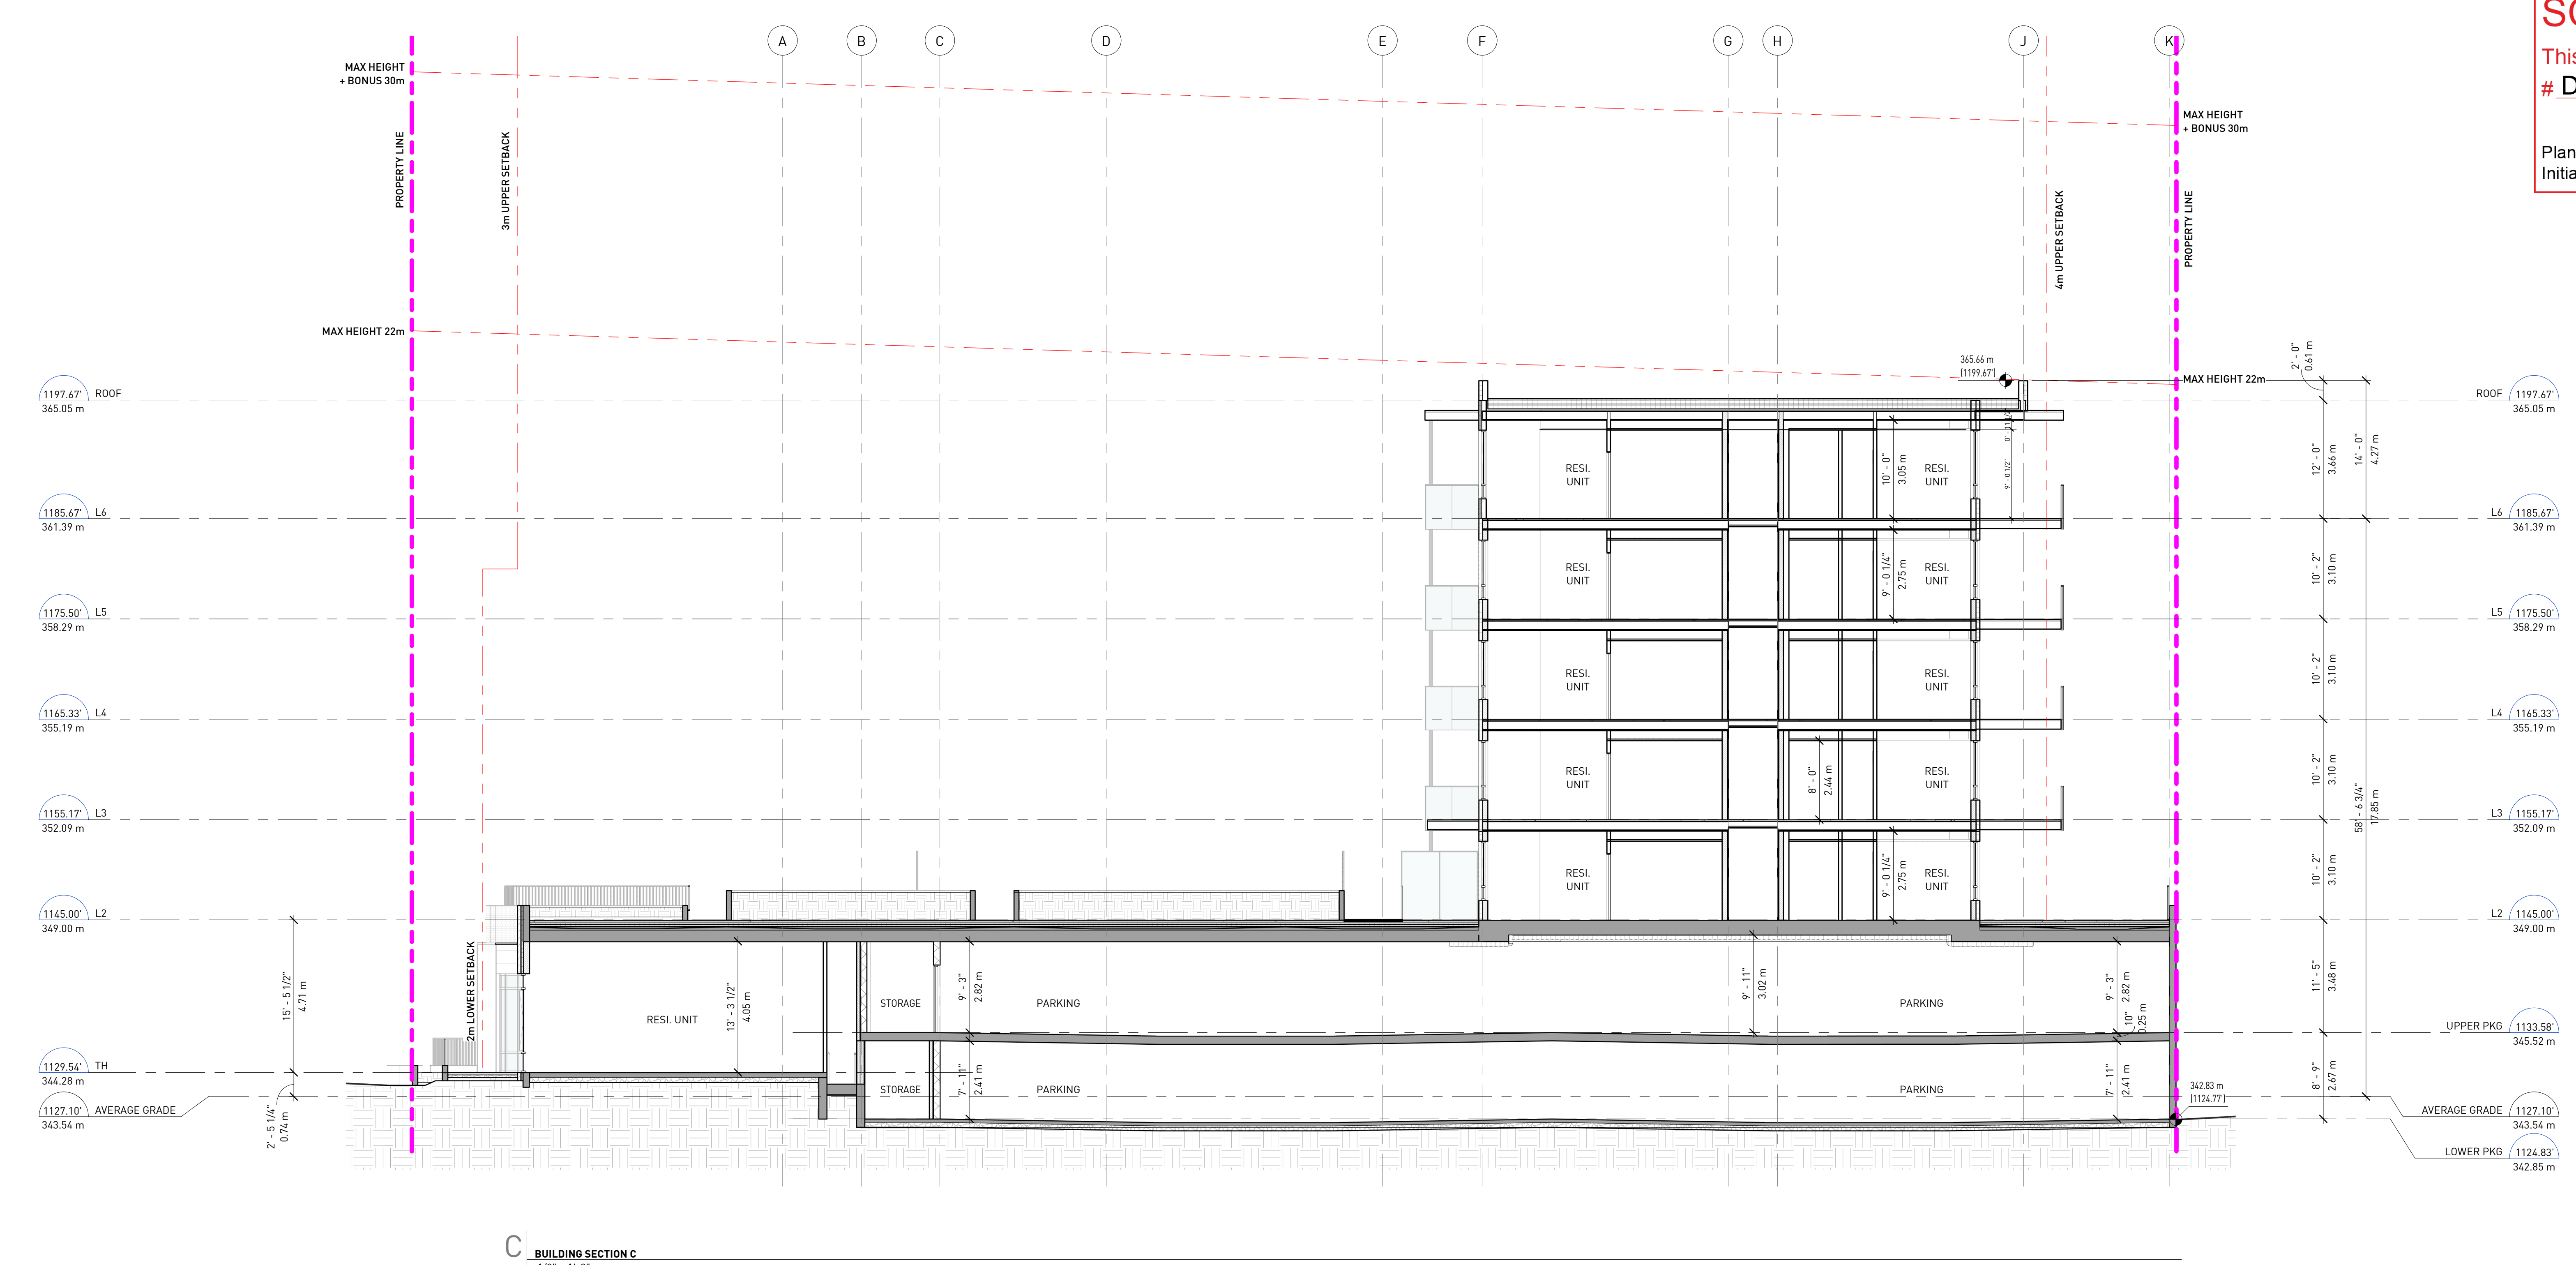 SC
This
# D
Plan
Initia
A
B
C
D
E
F
G
H
J
K
MAX HEIGHT
+ BONUS 30m
PROPERTY LINE
3m UPPER SETBACK
MAX HEIGHT
+ BONUS 30m
4m UPPER SETBACK
PROPERTY LINE
MAX HEIGHT 22m
365.66 m
(1199.67')
MAX HEIGHT 22m
2' - 0"
0.61 m
1197.67' ROOF
365.05 m
ROOF 1197.67'
365.05 m
0' - 11 1/2"
9' - 0 1/2"
10' - 0"
3.05 m
RESI.
UNIT
RESI.
UNIT
12' - 0"
3.66 m
14' - 0"
4.27 m
1185.67' L6
361.39 m
L6 1185.67'
361.39 m
RESI.
UNIT
9' - 0 1/4"
2.75 m
RESI.
UNIT
10' - 2"
3.10 m
1175.50' L5
358.29 m
L5 1175.50'
358.29 m
RESI.
UNIT
RESI.
UNIT
10' - 2"
3.10 m
1165.33' L4
355.19 m
L4 1165.33'
355.19 m
RESI.
UNIT
8' - 0"
2.44 m
RESI.
UNIT
10' - 2"
3.10 m
58' - 6 3/4"
17.85 m
1155.17' L3
352.09 m
L3 1155.17'
352.09 m
RESI.
UNIT
9' - 0 1/4"
2.75 m
RESI.
UNIT
10' - 2"
3.10 m
1145.00' L2
349.00 m
L2 1145.00'
349.00 m
15' - 5 1/2"
4.71 m
2m LOWER SETBACK
RESI. UNIT
13' - 3 1/2"
4.05 m
STORAGE
9' - 3"
2.82 m
PARKING
9' - 11"
3.02 m
PARKING
9' - 3"
2.82 m
10"
0.25 m
11' - 5"
3.48 m
UPPER PKG 1133.58'
345.52 m
1129.54' TH
344.28 m
STORAGE
7' - 11"
2.41 m
PARKING
PARKING
7' - 11"
2.41 m
342.83 m
(1124.77')
8' - 9"
2.67 m
1127.10' AVERAGE GRADE
343.54 m
2' - 5 1/4"
0.74 m
AVERAGE GRADE 1127.10'
343.54 m
LOWER PKG 1124.83'
342.85 m
C
BUILDING SECTION C